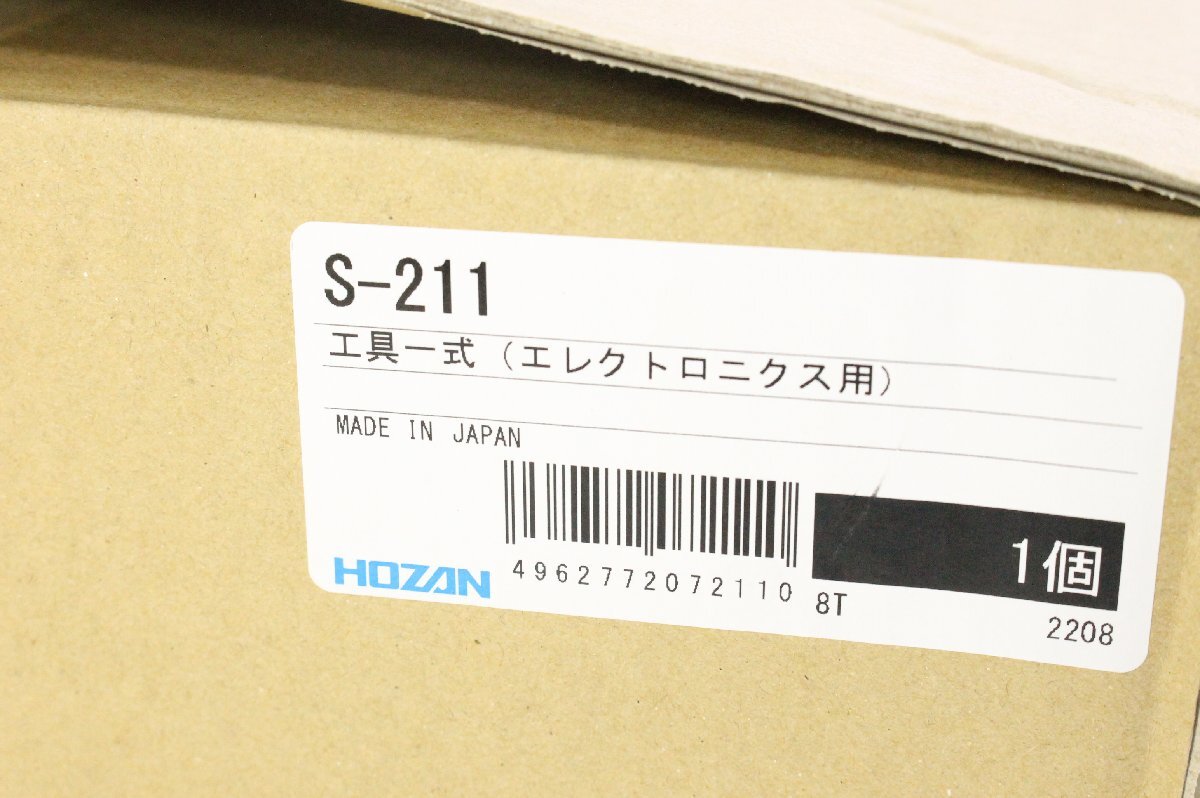 S-211
工具一式（エレクトロニクス用）
MADE IN JAPAN
1個
HOZAN
4962772072110
8T
2208